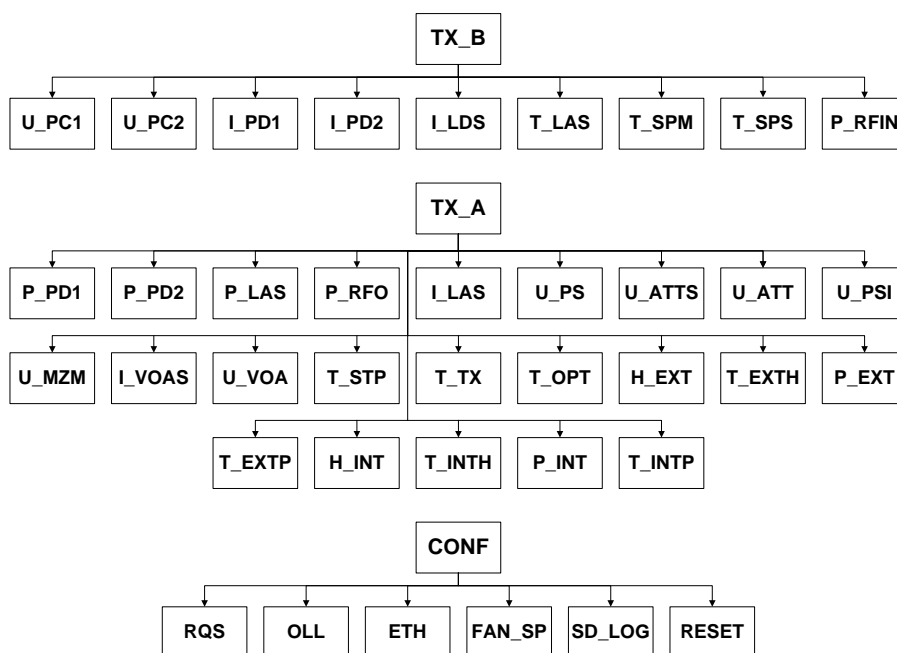 TX_B
U_PC1 U_PC2 I_PD1 I_PD2 I_LDS T_LAS T_SPM T_SPS P_RFIN
TX_A
P_PD1 P_PD2 P_LAS P_RFO I_LAS U_PS U_ATTS U_ATT U_PSI
U_MZM I_VOAS U_VOA T_STP T_TX T_OPT H_EXT T_EXTH P_EXT
T_EXTP H_INT T_INTH P_INT T_INTP
CONF
RQS OLL ETH FAN_SP SD_LOG RESET